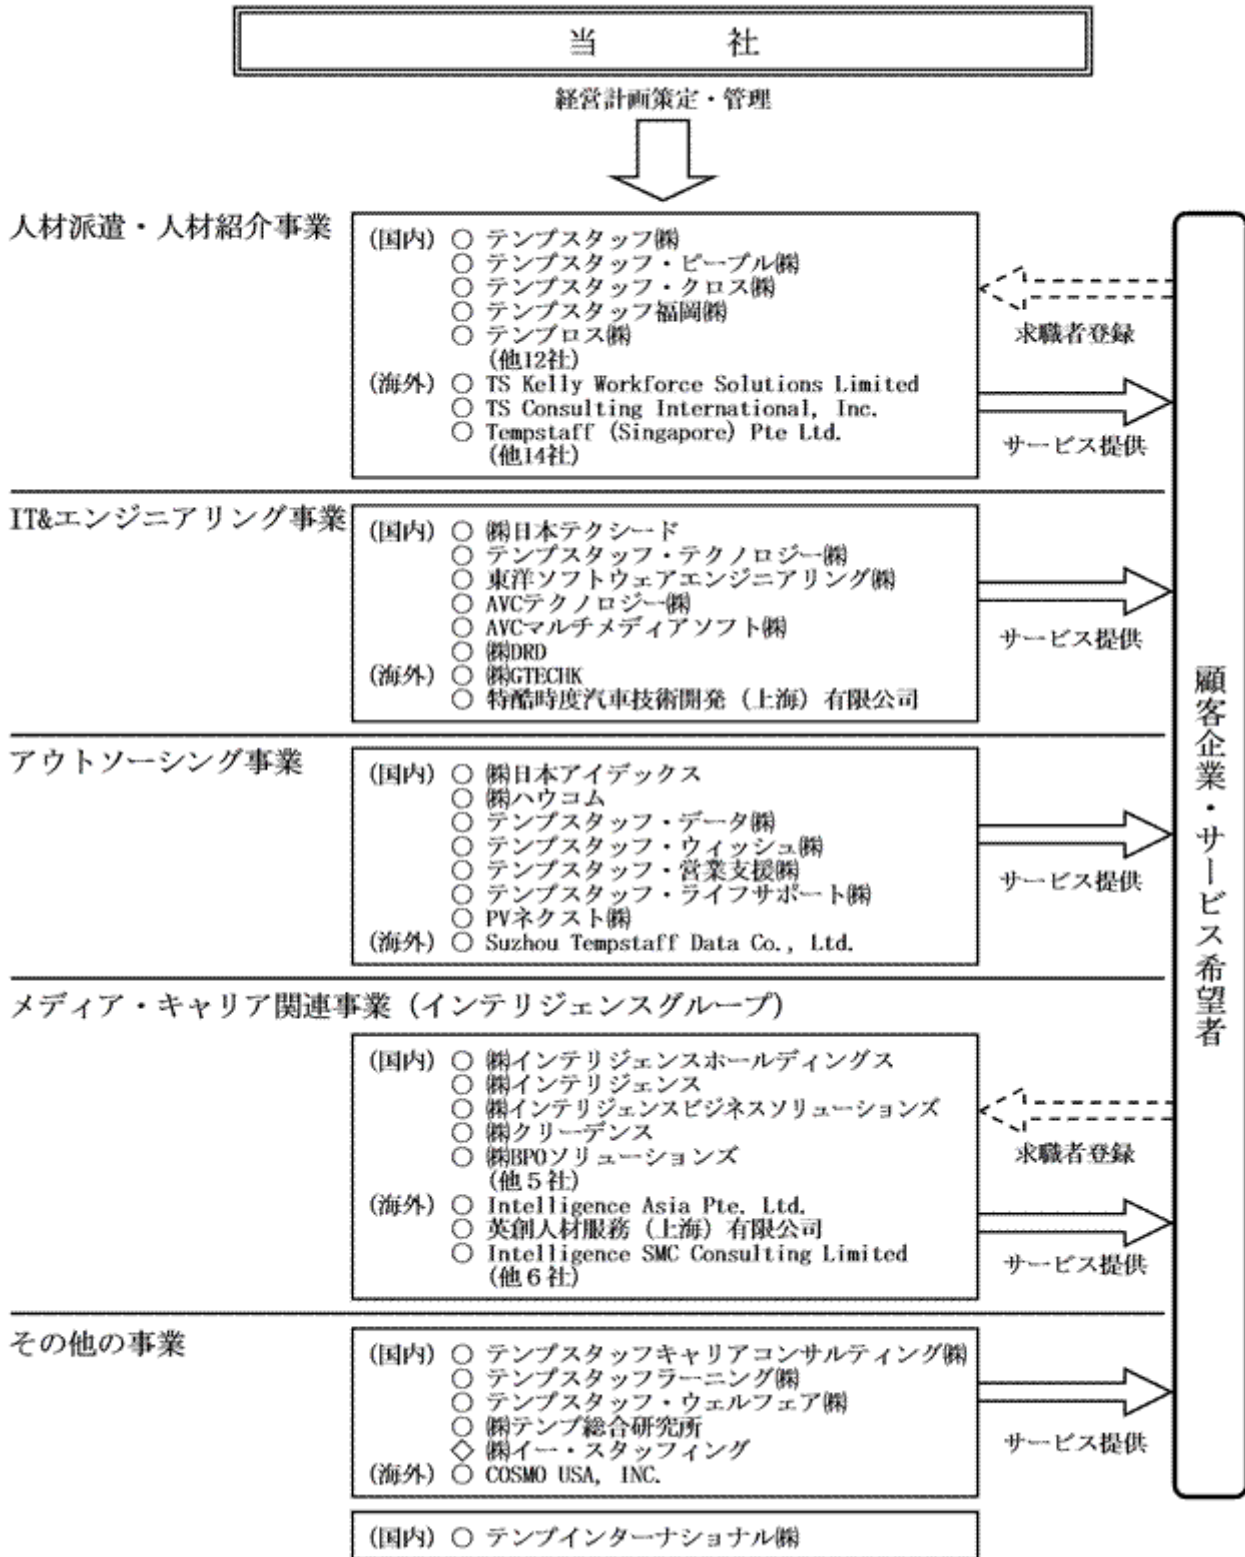 当社
経営計画策定・管理
人材派遣・人材紹介事業
(国内) ○ テンプスタッフ㈱
○ テンプスタッフ・ピープル㈱
○ テンプスタッフ・クロス㈱
○ テンプスタッフ福岡㈱
○ テンプロス㈱
(他12社)
(海外) ○ TS Kelly Workforce Solutions Limited
○ TS Consulting International, Inc.
○ Tempstaff (Singapore) Pte Ltd.
(他14社)
求職者登録
サービス提供
IT&エンジニアリング事業
(国内) ○ ㈱日本テクシード
○ テンプスタッフ・テクノロジー㈱
○ 東洋ソフトウェアエンジニアリング㈱
○ AVCテクノロジー㈱
○ AVCマルチメディアソフト㈱
○ ㈱DRD
(海外) ○ ㈱GTECHK
○ 特酷時度汽車技術開発（上海）有限公司
サービス提供
アウトソーシング事業
(国内) ○ ㈱日本アイデックス
○ ㈱ハウコム
○ テンプスタッフ・データ㈱
○ テンプスタッフ・ウィッシュ㈱
○ テンプスタッフ・営業支援㈱
○ テンプスタッフ・ライフサポート㈱
○ PVネクスト㈱
(海外) ○ Suzhou Tempstaff Data Co., Ltd.
サービス提供
メディア・キャリア関連事業（インテリジェンスグループ）
(国内) ○ ㈱インテリジェンスホールディングス
○ ㈱インテリジェンス
○ ㈱インテリジェンスビジネスソリューションズ
○ ㈱クリーデンス
○ ㈱BPOソリューションズ
(他５社)
(海外) ○ Intelligence Asia Pte. Ltd.
○ 英創人材服務（上海）有限公司
○ Intelligence SMC Consulting Limited
(他６社)
求職者登録
サービス提供
その他の事業
(国内) ○ テンプスタッフキャリアコンサルティング㈱
○ テンプスタッフラーニング㈱
○ テンプスタッフ・ウェルフェア㈱
○ ㈱テンプ総合研究所
◇ ㈱イー・スタッフィング
(海外) ○ COSMO USA, INC.
サービス提供
(国内) ○ テンプインターナショナル㈱
顧客企業・サービス希望者